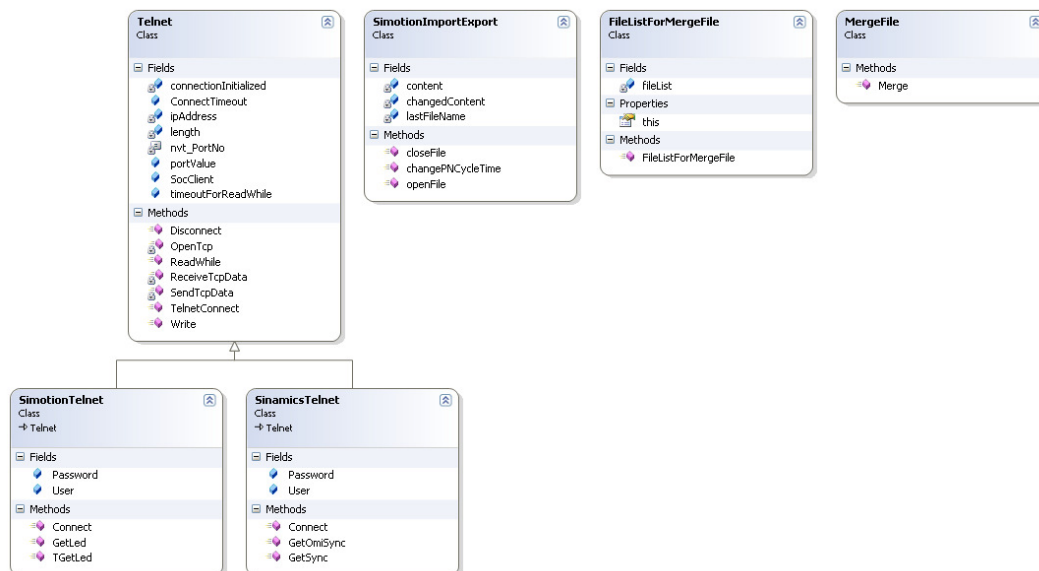 Telnet
Class
Fields
connectionInitialized
ConnectTimeout
ipAddress
length
nvt_PortNo
portValue
SocClient
timeoutForReadWhile
Methods
Disconnect
OpenTcp
ReadWhile
ReceiveTcpData
SendTcpData
TelnetConnect
Write
SimotionImportExport
Class
Fields
content
changedContent
lastFileName
Methods
closeFile
changePNCycleTime
openFile
FileListForMergeFile
Class
Fields
fileList
Properties
this
Methods
FileListForMergeFile
MergeFile
Class
Methods
Merge
SimotionTelnet
Class
Telnet
Fields
Password
User
Methods
Connect
GetLed
TGetLed
SinamicsTelnet
Class
Telnet
Fields
Password
User
Methods
Connect
GetOmiSync
GetSync